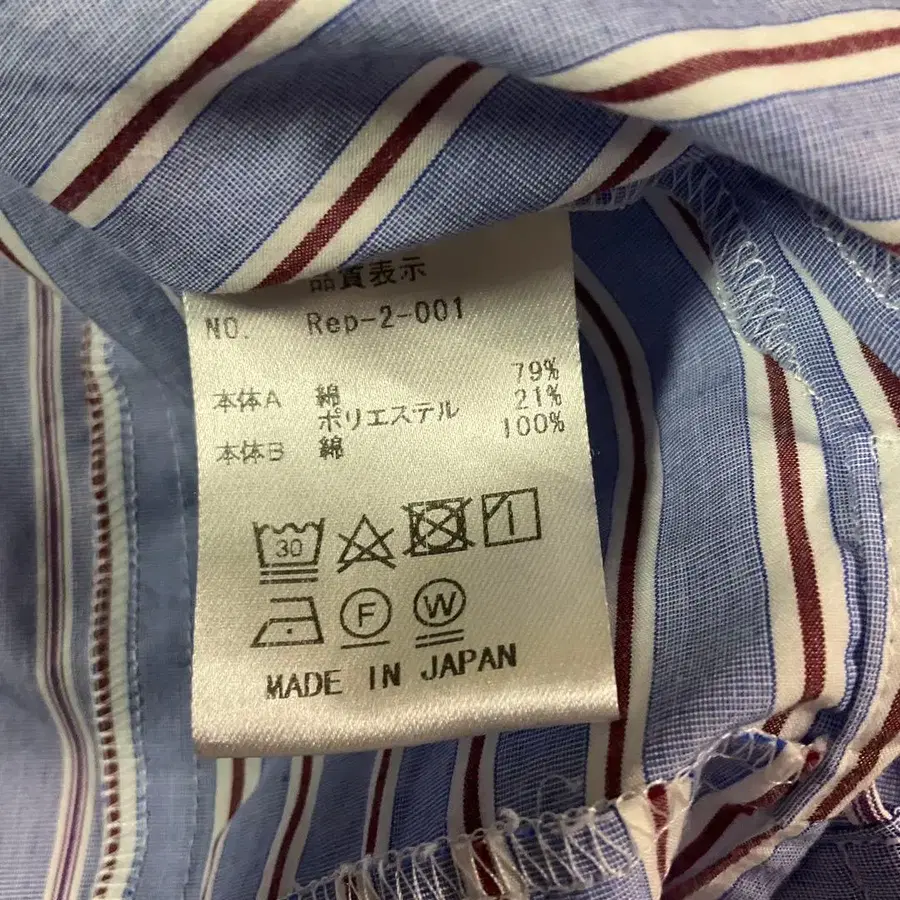 品質表示
NO. Rep-2-001
本体A 綿 79%
ポリエステル 21%
本体B 綿 100%
30
F W
MADE IN JAPAN